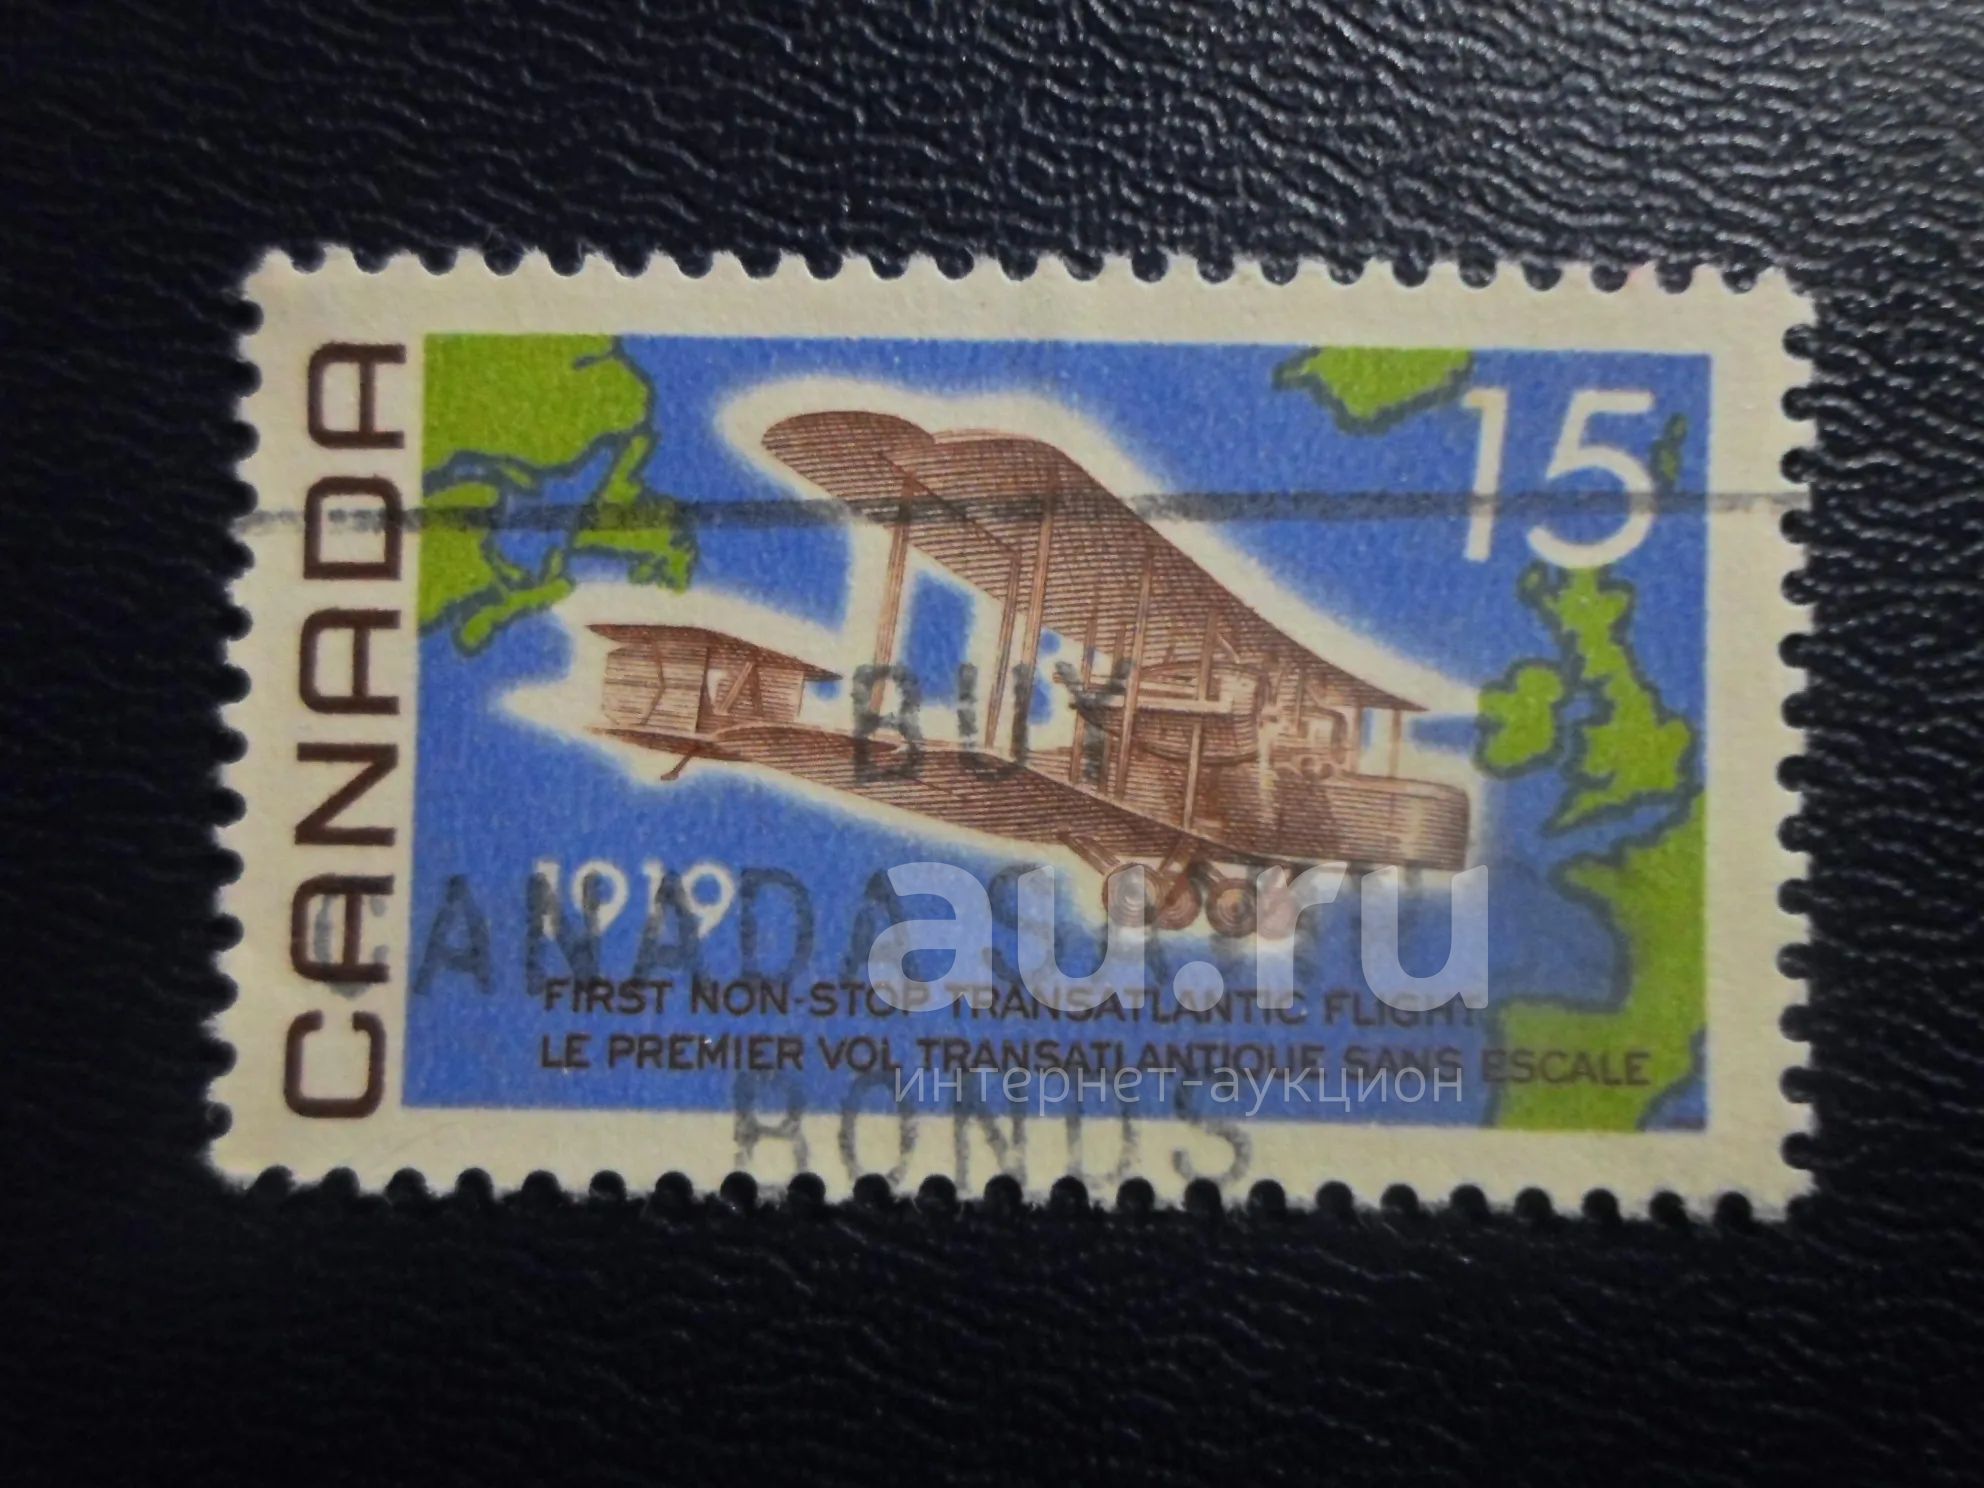 CANADA
15
BUY
1919
CANADA SAVINGS
FIRST NON-STOP TRANSATLANTIC FLIGHT
LE PREMIER VOL TRANSATLANTIQUE SANS ESCALE
BONDS
au.ru
интернет-аукцион